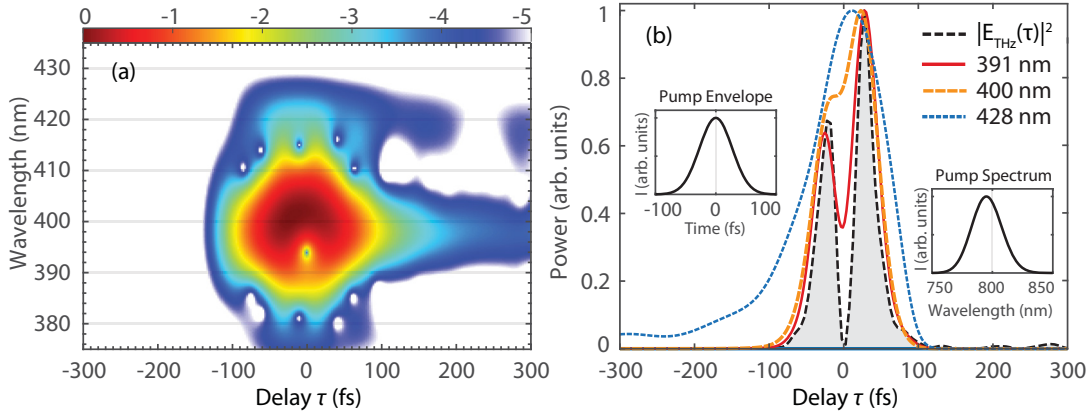 0 -1 -2 -3 -4 -5
(a)
Wavelength (nm)
430
420
410
400
390
380
-300 -200 -100 0 100 200 300
Delay τ (fs)
(b)
Power (arb. units)
1
0.8
0.6
0.4
0.2
0
|E_THz(τ)|²
391 nm
400 nm
428 nm
Pump Envelope
I (arb. units)
-100 0 100
Time (fs)
Pump Spectrum
I (arb. units)
750 800 850
Wavelength (nm)
-300 -200 -100 0 100 200 300
Delay τ (fs)